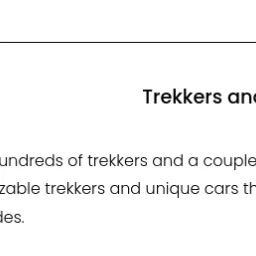 Trekkers and
undreds of trekkers and a couple
zable trekkers and unique cars th
des.